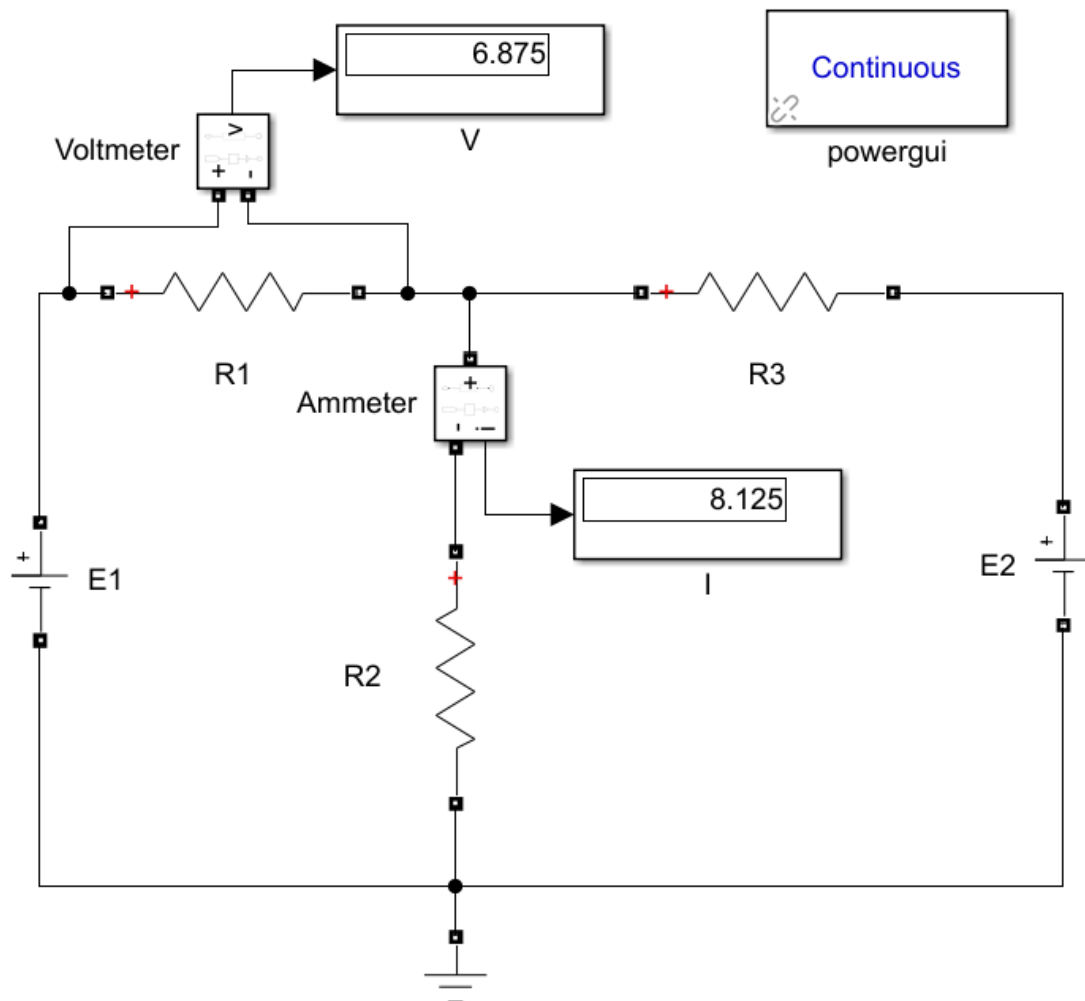 6.875
Continuous
Voltmeter
V
powergui
+ -
+
+
R1
R3
Ammeter
+
-
i
8.125
I
+
E1
+
R2
+
E2